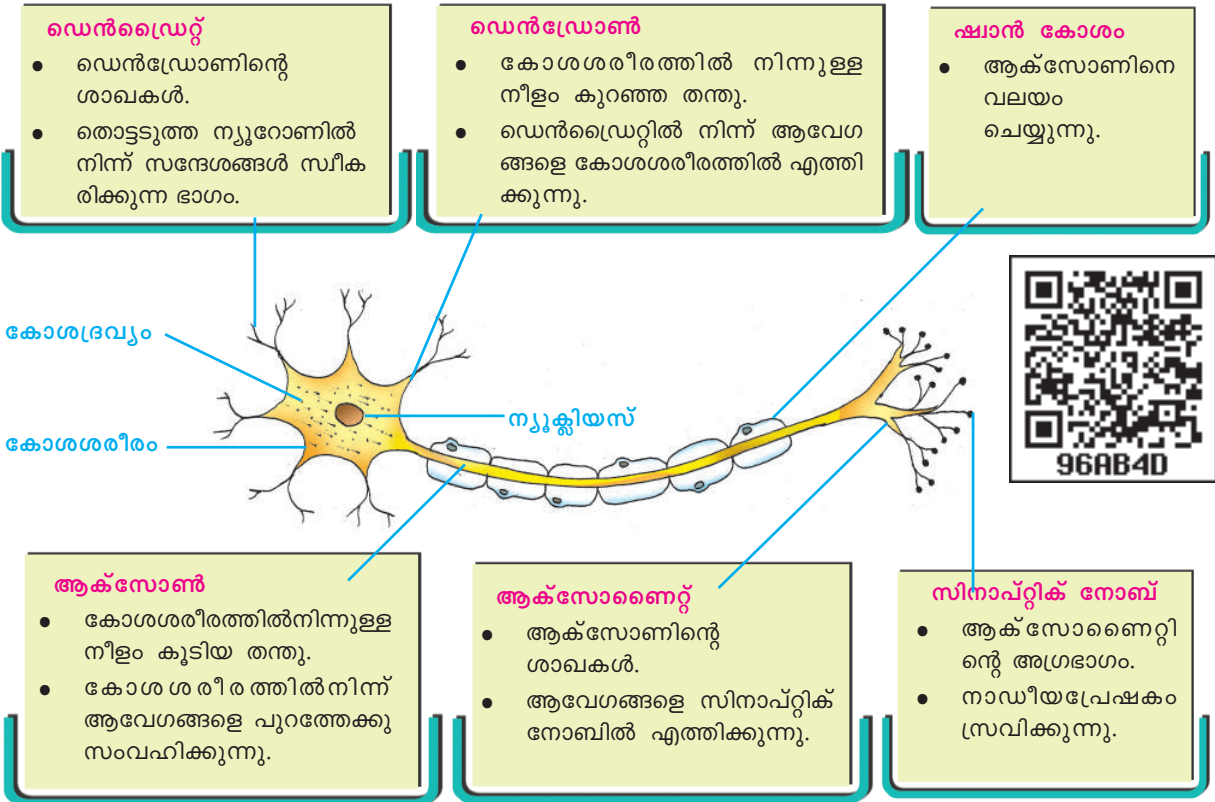 ഡെൻഡ്രൈറ്റ്
● ഡെൻഡ്രോണിന്റെ
ശാഖകൾ.
● തൊട്ടടുത്ത ന്യൂറോണിൽ
നിന്ന് സന്ദേശങ്ങൾ സ്വീക
രിക്കുന്ന ഭാഗം.
ഡെൻഡ്രോൺ
● കോശശരീരത്തിൽ നിന്നുള്ള
നീളം കുറഞ്ഞ തന്തു.
● ഡെൻഡ്രൈറ്റിൽ നിന്ന് ആവേഗ
ങ്ങളെ കോശശരീരത്തിൽ എത്തി
ക്കുന്നു.
ഷ്വാൻ കോശം
● ആക്സോണിനെ
വലയം
ചെയ്യുന്നു.
കോശദ്രവ്യം
ന്യൂക്ലിയസ്
കോശശരീരം
96AB4D
ആക്സോൺ
● കോശശരീരത്തിൽനിന്നുള്ള
നീളം കൂടിയ തന്തു.
● കോശശരീരത്തിൽനിന്ന്
ആവേഗങ്ങളെ പുറത്തേക്കു
സംവഹിക്കുന്നു.
ആക്സോണൈറ്റ്
● ആക്സോണിന്റെ
ശാഖകൾ.
● ആവേഗങ്ങളെ സിനാപ്റ്റിക്
നോബിൽ എത്തിക്കുന്നു.
സിനാപ്റ്റിക് നോബ്
● ആക്സോണൈറ്റി
ന്റെ അഗ്രഭാഗം.
● നാഡീയപ്രേഷകം
സ്രവിക്കുന്നു.